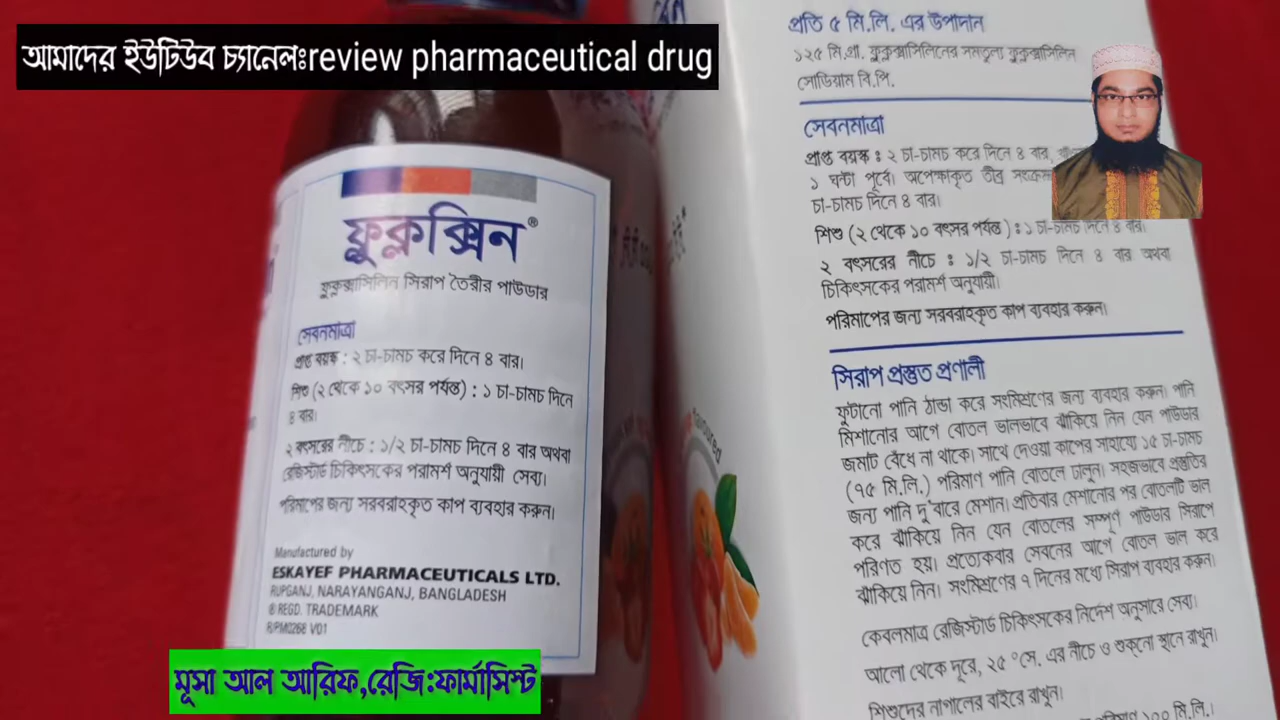 আমাদের ইউটিউব চ্যানেলঃreview pharmaceutical drug
ফ্লুক্লক্সিন®
ফ্লুক্লক্সাসিলিন সিরাপ তৈরীর পাউডার
সেবনমাত্রা
প্রাপ্ত বয়স্ক : ২ চা-চামচ করে দিনে ৪ বার।
শিশু (২ থেকে ১০ বৎসর পর্যন্ত) : ১ চা-চামচ দিনে
৪ বার।
২ বৎসরের নীচে : ১/২ চা-চামচ দিনে ৪ বার অথবা
রেজিস্টার্ড চিকিৎসকের পরামর্শ অনুযায়ী সেব্য।
পরিমাপের জন্য সরবরাহকৃত কাপ ব্যবহার করুন।
Manufactured by
ESKAYEF PHARMACEUTICALS LTD.
RUPGANJ, NARAYANGANJ, BANGLADESH
® REGD. TRADEMARK
R/PM0268 V01
মূসা আল আরিফ,রেজি:ফার্মাসিস্ট
প্রতি ৫ মি.লি. এর উপাদান
১২৫ মি.গ্রা. ফ্লুক্লক্সাসিলিনের সমতুল্য ফ্লুক্লক্সাসিলিন
সোডিয়াম বি.পি.
সেবনমাত্রা
প্রাপ্ত বয়স্ক : ২ চা-চামচ করে দিনে ৪ বার,
১ ঘন্টা পূর্বে। অপেক্ষাকৃত তীব্র
চা-চামচ দিনে ৪ বার।
শিশু (২ থেকে ১০ বৎসর পর্যন্ত) : ১ চা-চামচ দিনে ৪ বার।
২ বৎসরের নীচে : ১/২ চা-চামচ দিনে ৪ বার অথবা
চিকিৎসকের পরামর্শ অনুযায়ী।
পরিমাপের জন্য সরবরাহকৃত কাপ ব্যবহার করুন।
সিরাপ প্রস্তুত প্রণালী
ফুটানো পানি ঠান্ডা করে সংমিশ্রণের জন্য ব্যবহার করুন। পানি
মিশানোর আগে বোতল ভালভাবে ঝাঁকিয়ে নিন যেন পাউডার
জমাট বেঁধে না থাকে। সাথে দেওয়া কাপের সাহায্যে ১৫ চা-চামচ
(৭৫ মি.লি.) পরিমাণ পানি বোতলে ঢালুন। সহজভাবে প্রস্তুতির
জন্য পানি দু'বারে মেশান। প্রতিবার মেশানোর পর বোতলটি ভাল
করে ঝাঁকিয়ে নিন যেন বোতলের সম্পূর্ণ পাউডার সিরাপে
পরিণত হয়। প্রত্যেকবার সেবনের আগে বোতল ভাল করে
ঝাঁকিয়ে নিন। সংমিশ্রণের ৭ দিনের মধ্যে সিরাপ ব্যবহার করুন।
কেবলমাত্র রেজিস্টার্ড চিকিৎসকের নির্দেশ অনুসারে সেব্য।
আলো থেকে দূরে, ২৫ °সে. এর নীচে ও শুক্‌নো স্থানে রাখুন।
শিশুদের নাগালের বাইরে রাখুন।
১০০ মি.লি.।
flavoured